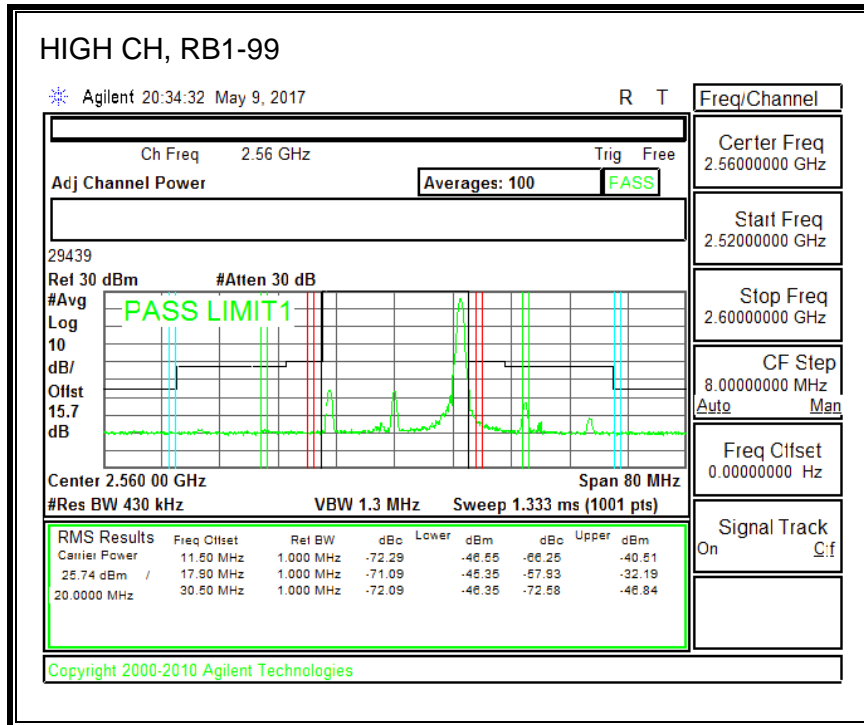 HIGH CH, RB1-99
Agilent 20:34:32 May 9, 2017 R T
Freq/Channel
Ch Freq 2.56 GHz Trig Free
Adj Channel Power Averages: 100 PASS
29439
Ref 30 dBm #Atten 30 dB
#Avg
Log
10
dB/
Offst
15.7
dB
PASS LIMIT1
Center 2.560 00 GHz Span 80 MHz
#Res BW 430 kHz VBW 1.3 MHz Sweep 1.333 ms (1001 pts)
RMS Results Freq Offset Ref BW dBc Lower dBm dBc Upper dBm
Carrier Power 11.50 MHz 1.000 MHz -72.29 -46.55 -66.25 -40.51
25.74 dBm / 17.90 MHz 1.000 MHz -71.09 -45.35 -57.93 -32.19
20.0000 MHz 30.50 MHz 1.000 MHz -72.09 -46.35 -72.58 -46.84
Center Freq
2.56000000 GHz
Start Freq
2.52000000 GHz
Stop Freq
2.60000000 GHz
CF Step
8.00000000 MHz
Auto Man
Freq Offset
0.00000000 Hz
Signal Track
On Off
Copyright 2000-2010 Agilent Technologies